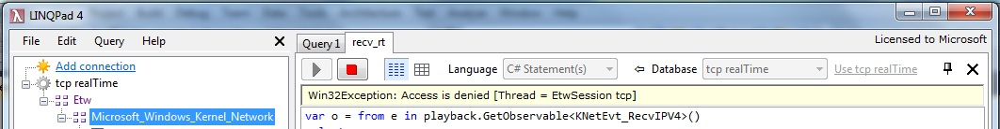 LINQPad 4
File Edit Query Help
Query 1 recv_rt
Licensed to Microsoft
Add connection
tcp realTime
Etw
Microsoft_Windows_Kernel_Network
Language C# Statement(s) Database tcp realTime Use tcp realTime
Win32Exception: Access is denied [Thread = EtwSession tcp]
var o = from e in playback.GetObservable<KNetEvt_RecvIPV4>()